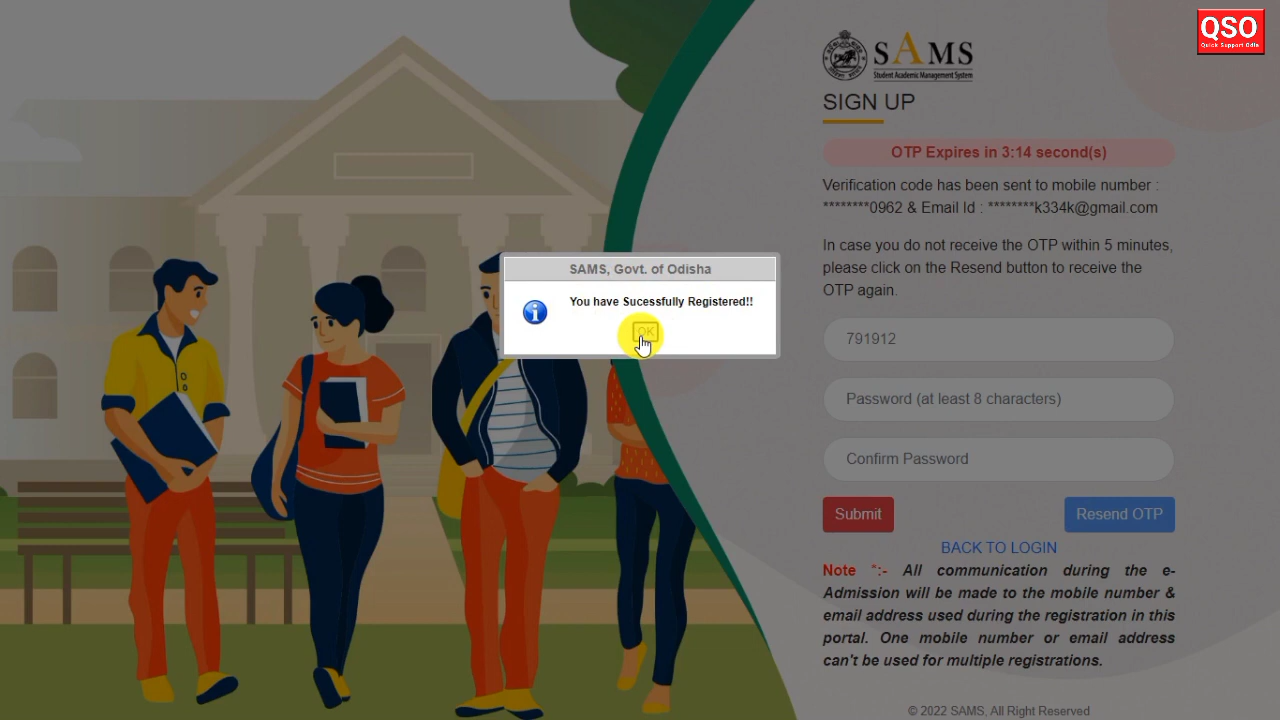 QSO
Quick Support Odia
SAMS
Student Academic Management System
SIGN UP
OTP Expires in 3:14 second(s)
Verification code has been sent to mobile number :
********0962 & Email Id : ********k334k@gmail.com
In case you do not receive the OTP within 5 minutes,
please click on the Resend button to receive the
OTP again.
SAMS, Govt. of Odisha
You have Sucessfully Registered!!
OK
791912
Password (at least 8 characters)
Confirm Password
Submit
Resend OTP
BACK TO LOGIN
Note *:- All communication during the e-
Admission will be made to the mobile number &
email address used during the registration in this
portal. One mobile number or email address
can't be used for multiple registrations.
© 2022 SAMS, All Right Reserved